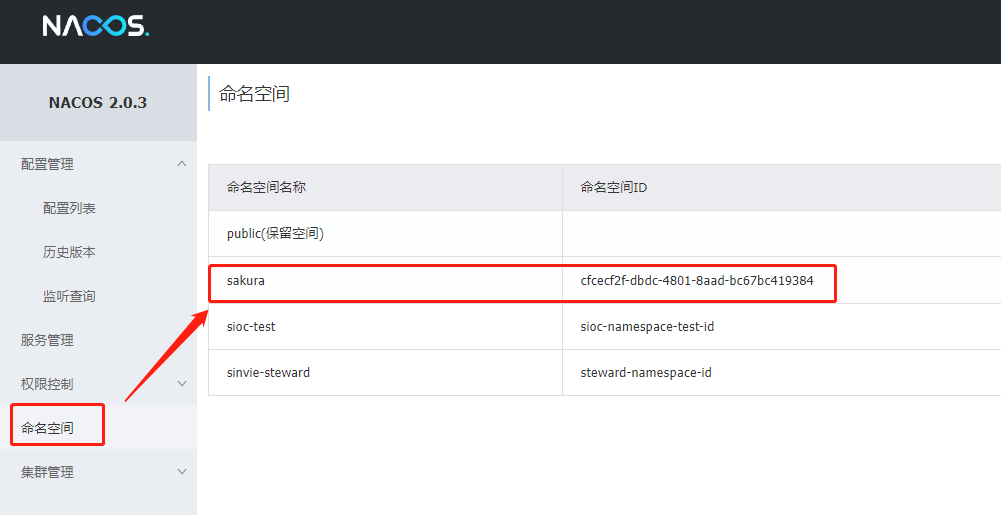 NACOS.
NACOS 2.0.3
配置管理
配置列表
历史版本
监听查询
服务管理
权限控制
命名空间
集群管理
命名空间
命名空间名称 命名空间ID
public(保留空间)
sakura cfcecf2f-dbdc-4801-8aad-bc67bc419384
sioc-test sioc-namespace-test-id
sinvie-steward steward-namespace-id